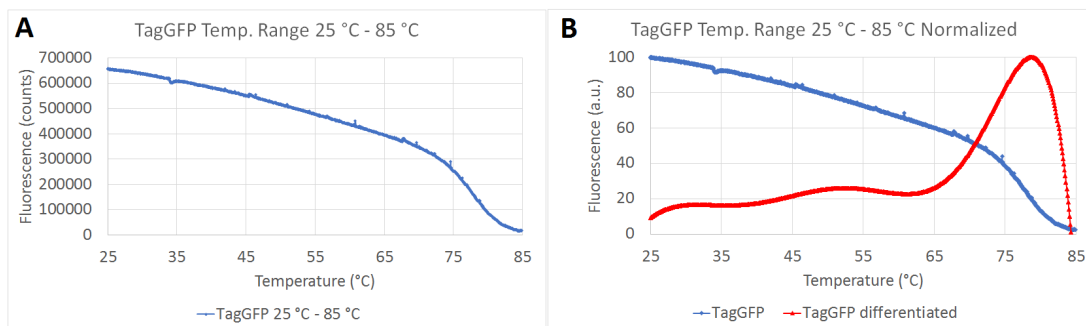 A
TagGFP Temp. Range 25 °C - 85 °C
Fluorescence (counts)
700000
600000
500000
400000
300000
200000
100000
0
25 35 45 55 65 75 85
Temperature (°C)
TagGFP 25 °C - 85 °C
B
TagGFP Temp. Range 25 °C - 85 °C Normalized
Fluorescence (a.u.)
100
80
60
40
20
0
25 35 45 55 65 75 85
Temperature (°C)
TagGFP TagGFP differentiated